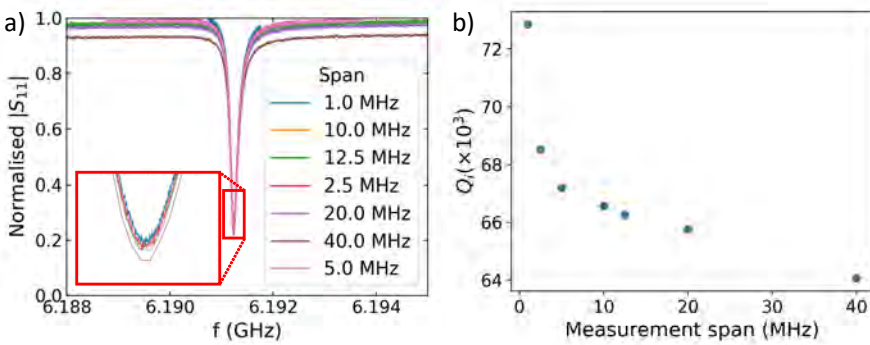 a)
Normalised |S₁₁|
1.0
0.8
0.6
0.4
0.2
0.0
6.188
6.190
6.192
6.194
f (GHz)
Span
1.0 MHz
10.0 MHz
12.5 MHz
2.5 MHz
20.0 MHz
40.0 MHz
5.0 MHz
b)
Qᵢ(×10³)
72
70
68
66
64
0
10
20
30
40
Measurement span (MHz)